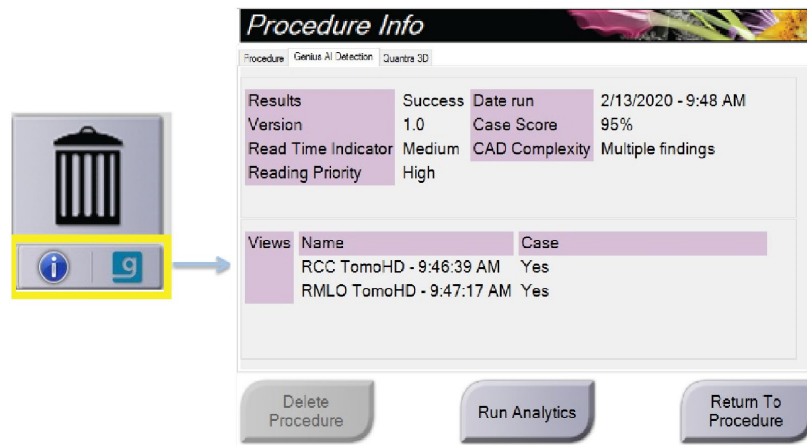 Procedure Info
Procedure Genius AI Detection Quantra 3D
Results Success Date run 2/13/2020 - 9:48 AM
Version 1.0 Case Score 95%
Read Time Indicator Medium CAD Complexity Multiple findings
Reading Priority High
Views Name Case
RCC TomoHD - 9:46:39 AM Yes
RMLO TomoHD - 9:47:17 AM Yes
i g
Delete Procedure
Run Analytics
Return To Procedure